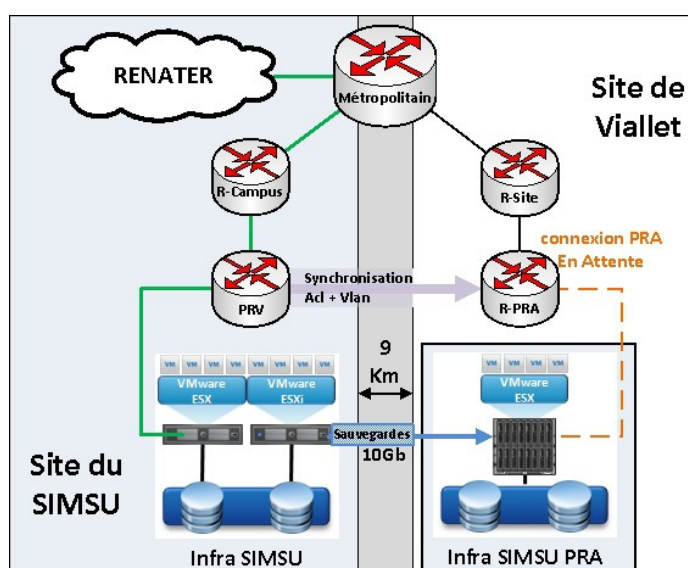 RENATER
Métropolitain
Site de
Viallet
R-Campus
R-Site
connexion PRA
En Attente
PRV
Synchronisation
Acl + Vlan
R-PRA
9
Km
VM VM VM VM VM VM VM VM
VM VM VM VM
VMware
ESX
VMware
ESXi
VMware
ESX
Sauvegardes
10Gb
Site du
SIMSU
Infra SIMSU
Infra SIMSU PRA